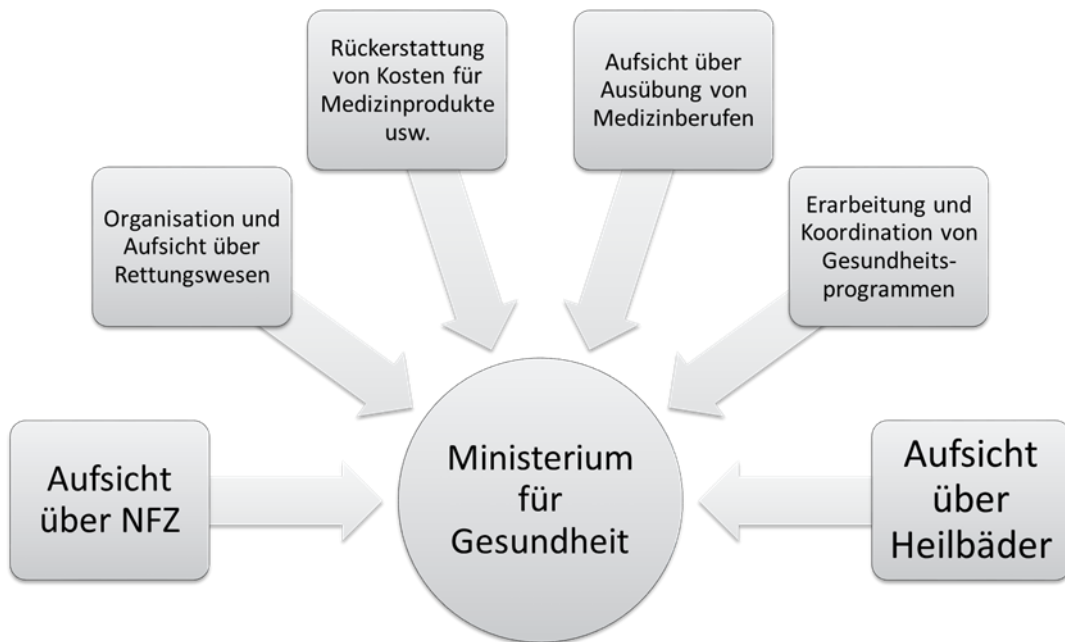 Rückerstattung
von Kosten für
Medizinprodukte
usw.
Aufsicht über
Ausübung von
Medizinberufen
Organisation und
Aufsicht über
Rettungswesen
Erarbeitung und
Koordination von
Gesundheits-
programmen
Aufsicht
über NFZ
Ministerium
für
Gesundheit
Aufsicht
über
Heilbäder